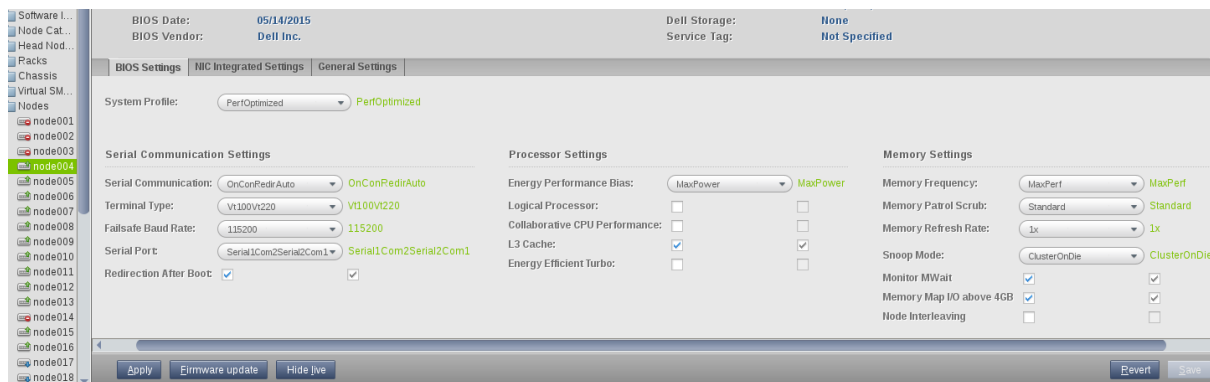 Software I...
Node Cat...
Head Nod...
Racks
Chassis
Virtual SM...
Nodes
node001
node002
node003
node004
node005
node006
node007
node008
node009
node010
node011
node012
node013
node014
node015
node016
node017
node018
BIOS Date: 05/14/2015 Dell Storage: None
BIOS Vendor: Dell Inc. Service Tag: Not Specified
BIOS Settings NIC Integrated Settings General Settings
System Profile: PerfOptimized PerfOptimized
Serial Communication Settings
Serial Communication: OnConRedirAuto OnConRedirAuto
Terminal Type: Vt100Vt220 Vt100Vt220
Failsafe Baud Rate: 115200 115200
Serial Port: Serial1Com2Serial2Com1 Serial1Com2Serial2Com1
Redirection After Boot:
Processor Settings
Energy Performance Bias: MaxPower MaxPower
Logical Processor:
Collaborative CPU Performance:
L3 Cache:
Energy Efficient Turbo:
Memory Settings
Memory Frequency: MaxPerf MaxPerf
Memory Patrol Scrub: Standard Standard
Memory Refresh Rate: 1x 1x
Snoop Mode: ClusterOnDie ClusterOnDie
Monitor MWait
Memory Map I/O above 4GB
Node Interleaving
Apply Firmware update Hide live Revert Save